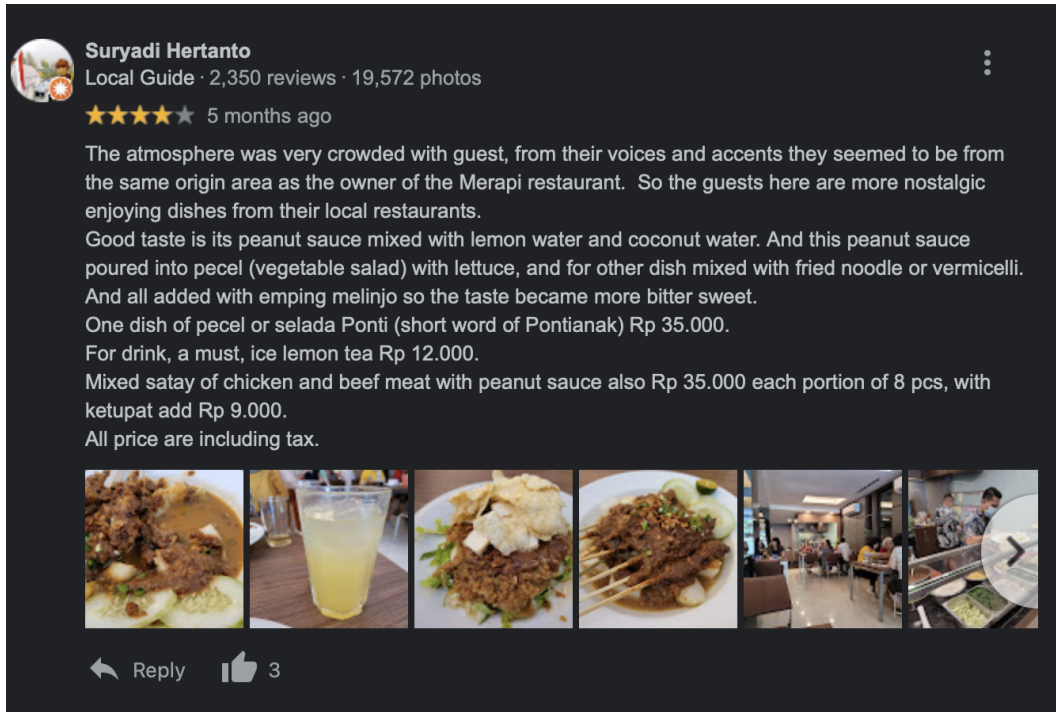 Suryadi Hertanto
Local Guide · 2,350 reviews · 19,572 photos
5 months ago
The atmosphere was very crowded with guest, from their voices and accents they seemed to be from
the same origin area as the owner of the Merapi restaurant.  So the guests here are more nostalgic
enjoying dishes from their local restaurants.
Good taste is its peanut sauce mixed with lemon water and coconut water. And this peanut sauce
poured into pecel (vegetable salad) with lettuce, and for other dish mixed with fried noodle or vermicelli.
And all added with emping melinjo so the taste became more bitter sweet.
One dish of pecel or selada Ponti (short word of Pontianak) Rp 35.000.
For drink, a must, ice lemon tea Rp 12.000.
Mixed satay of chicken and beef meat with peanut sauce also Rp 35.000 each portion of 8 pcs, with
ketupat add Rp 9.000.
All price are including tax.
Reply 3